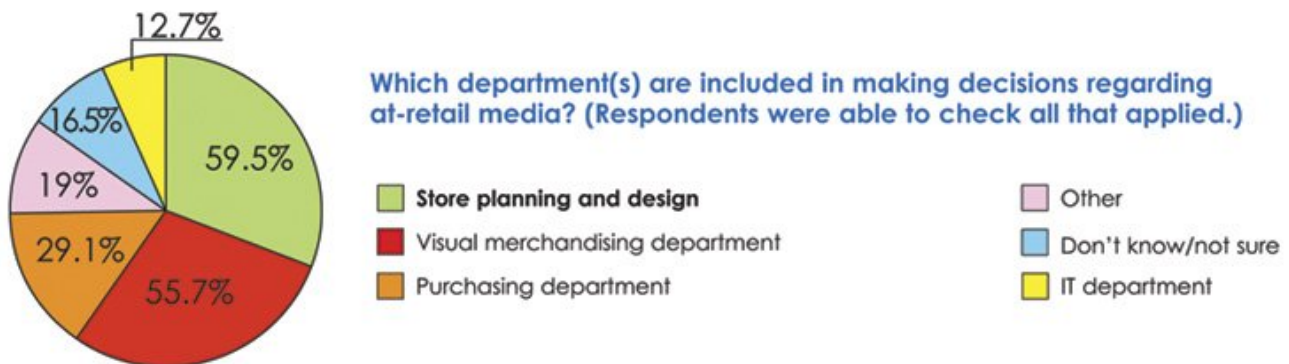 12.7%
16.5%
59.5%
19%
29.1%
55.7%
Which department(s) are included in making decisions regarding
at-retail media? (Respondents were able to check all that applied.)
Store planning and design
Visual merchandising department
Purchasing department
Other
Don't know/not sure
IT department